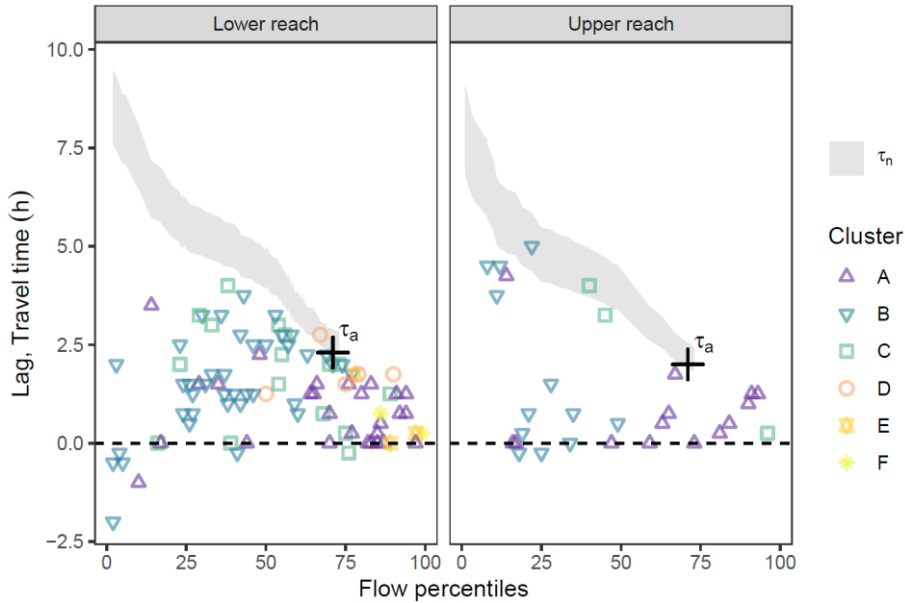 Lower reach
Upper reach
10.0
7.5
5.0
2.5
0.0
−2.5
Lag, Travel time (h)
τa
τa
0
25
50
75
100
0
25
50
75
100
Flow percentiles
τn
Cluster
A
B
C
D
E
F